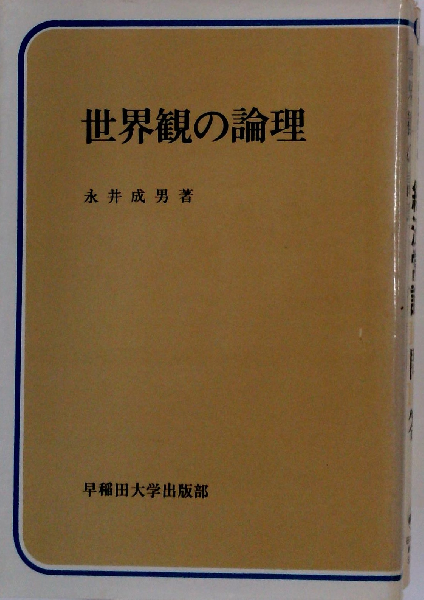 世界観の論理
永井成男著
早稲田大学出版部